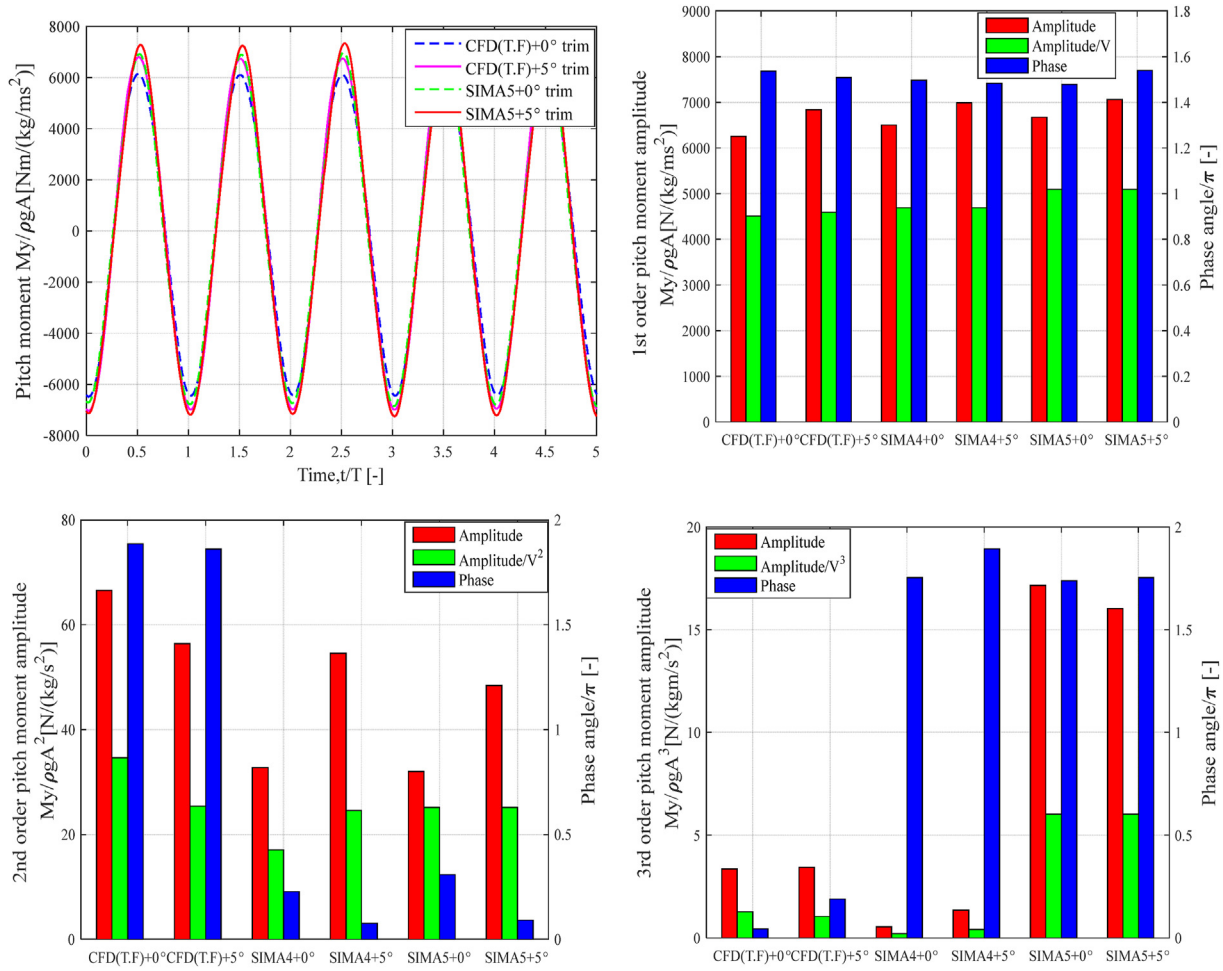 8000
6000
4000
2000
0
-2000
-4000
-6000
-8000
Pitch moment My/ρgA[Nm/(kg/ms²)]
CFD(T.F)+0° trim
CFD(T.F)+5° trim
SIMA5+0° trim
SIMA5+5° trim
0 0.5 1 1.5 2 2.5 3 3.5 4 4.5 5
Time,t/T [-]
9000
8000
7000
6000
5000
4000
7000
3000
2000
1000
0
1st order pitch moment amplitude
My/ρgA[N/(kg/ms²)]
Amplitude
Amplitude/V
Phase
1.8
1.6
1.4
1.2
1
0.8
0.6
0.4
0.2
0
Phase angle/π [-]
CFD(T.F)+0° CFD(T.F)+5° SIMA4+0° SIMA4+5° SIMA5+0° SIMA5+5°
80
60
40
20
0
2nd order pitch moment amplitude
My/ρgA²[N/(kg/s²)]
Amplitude
Amplitude/V²
Phase
2
1.5
1
0.5
0
Phase angle/π [-]
CFD(T.F)+0° CFD(T.F)+5° SIMA4+0° SIMA4+5° SIMA5+0° SIMA5+5°
20
15
10
5
0
3rd order pitch moment amplitude
My/ρgA³[N/(kgm/s²)]
Amplitude
Amplitude/V³
Phase
2
1.5
1
0.5
0
Phase angle/π [-]
CFD(T.F)+0° CFD(T.F)+5° SIMA4+0° SIMA4+5° SIMA5+0° SIMA5+5°